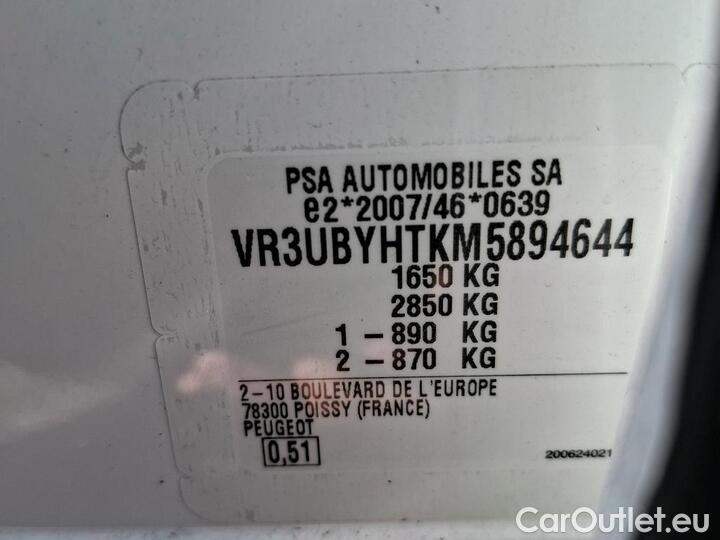 PSA AUTOMOBILES SA
e2*2007/46*0639
VR3UBYHTKM5894644
1650 KG
2850 KG
1 – 890 KG
2 – 870 KG
2–10 BOULEVARD DE L'EUROPE
78300 POISSY (FRANCE)
PEUGEOT
0,51
200624021
CarOutlet.eu